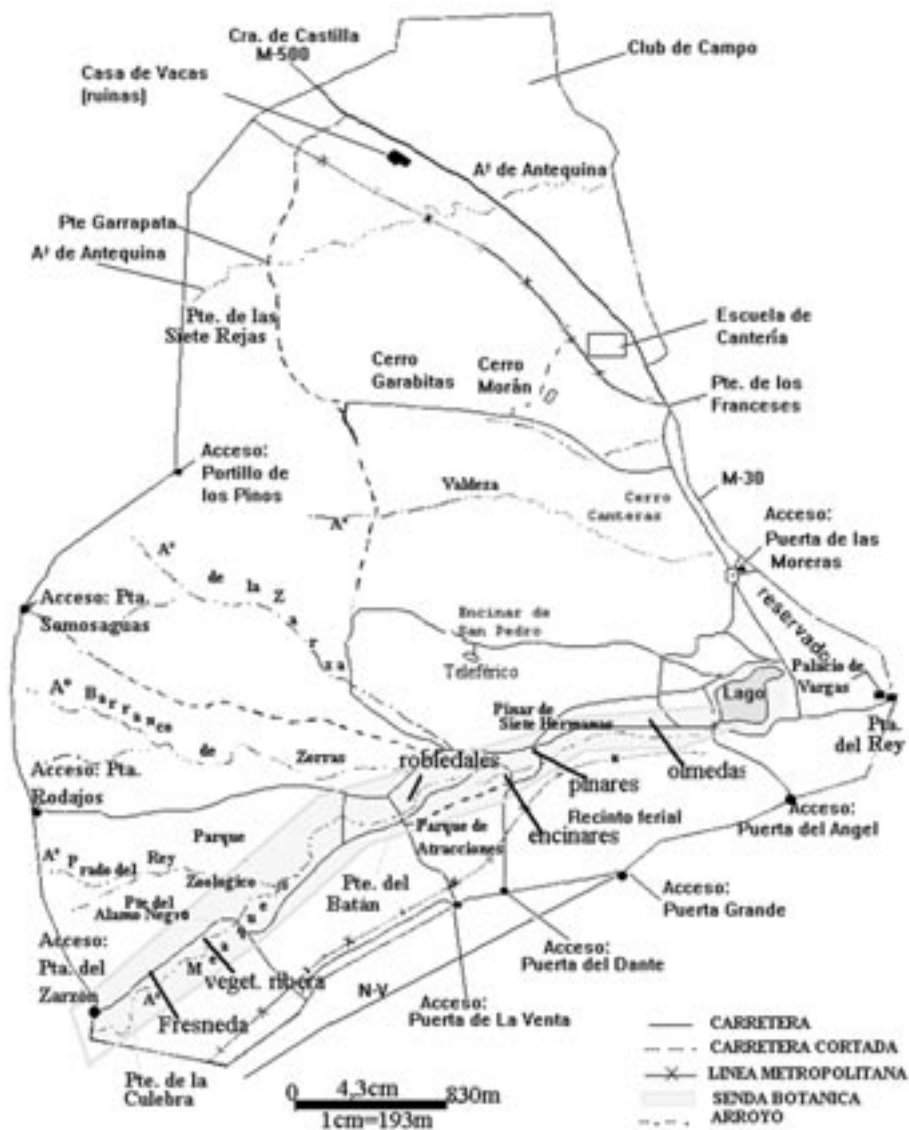 Cra. de Castilla
M-500
Club de Campo
Casa de Vacas
(ruinas)
Aº de Antequina
Pte Garrapata
Aº de Antequina
Pte. de las
Siete Rejas
Escuela de
Cantería
Cerro
Garabitas
Cerro
Morán
Pte. de los
Franceses
Acceso:
Portillo de
los Pinos
Valdeza
Aº
Cerro
Canteras
M-30
Acceso:
Puerta de las
Moreras
Aº de la Zarza
Acceso: Pta.
Somosaguas
Encinar de
San Pedro
Teleférico
reservado
Palacio de
Vargas
Lago
Aº Barranco de Zorras
Pinar de
Siete Hermanos
Pta.
del Rey
robledales
pinares
olmedas
Acceso: Pta.
Rodajos
Recinto ferial
encinares
Acceso:
Puerta del Angel
Parque
Zoologico
Parque de
Atracciones
Aº Prado del Rey
Pte. del
Batán
Pte del
Alamo Negro
Acceso:
Puerta Grande
Acceso:
Pta. del
Zarzón
Aº Meaques
veget. ribera
Fresneda
Acceso:
Puerta del Dante
N-V
Acceso:
Puerta de La Venta
Pte. de la
Culebra
0 4,3cm 830m
1cm=193m
CARRETERA
CARRETERA CORTADA
LINEA METROPOLITANA
SENDA BOTANICA
ARROYO